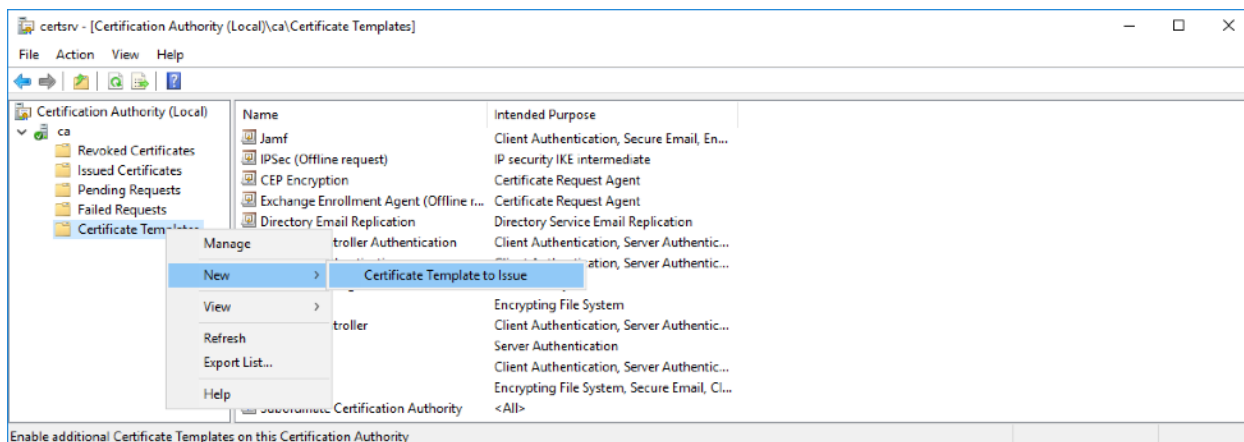 certsrv - [Certification Authority (Local)\ca\Certificate Templates]
File Action View Help
Certification Authority (Local)
ca
Revoked Certificates
Issued Certificates
Pending Requests
Failed Requests
Certificate Templates
Name Intended Purpose
Jamf Client Authentication, Secure Email, En...
IPSec (Offline request) IP security IKE intermediate
CEP Encryption Certificate Request Agent
Exchange Enrollment Agent (Offline r... Certificate Request Agent
Directory Email Replication Directory Service Email Replication
troller Authentication Client Authentication, Server Authentic...
ation, Server Authentic...
Encrypting File System
troller Client Authentication, Server Authentic...
Server Authentication
Client Authentication, Server Authentic...
Encrypting File System, Secure Email, Cl...
Subordinate Certification Authority <All>
Manage
New > Certificate Template to Issue
View >
Refresh
Export List...
Help
Enable additional Certificate Templates on this Certification Authority